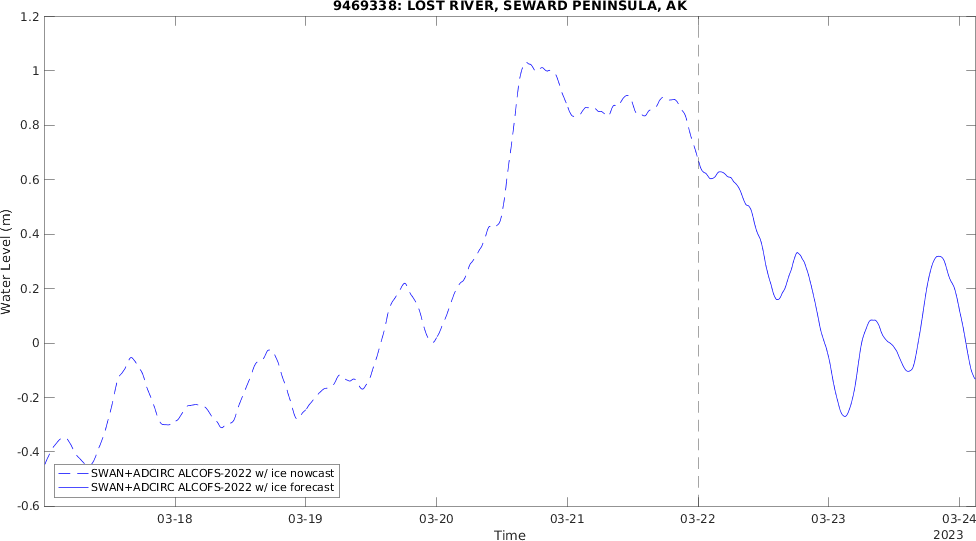 9469338: LOST RIVER, SEWARD PENINSULA, AK
1.2
1
0.8
0.6
0.4
0.2
0
-0.2
-0.4
-0.6
Water Level (m)
SWAN+ADCIRC ALCOFS-2022 w/ ice nowcast
SWAN+ADCIRC ALCOFS-2022 w/ ice forecast
03-18 03-19 03-20 03-21 03-22 03-23 03-24
Time
2023